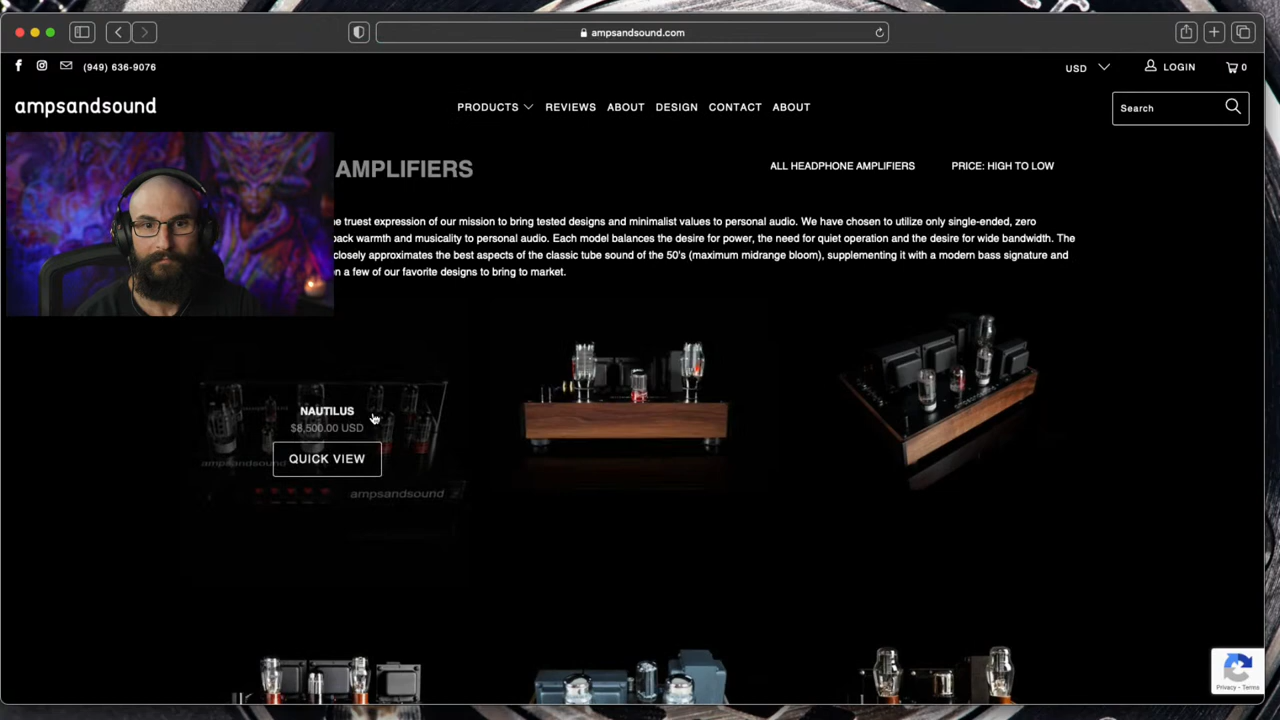 ampsandsound.com
(949) 636-9076
USD
LOGIN
0
ampsandsound
PRODUCTS
REVIEWS
ABOUT
DESIGN
CONTACT
ABOUT
Search
AMPLIFIERS
ALL HEADPHONE AMPLIFIERS
PRICE: HIGH TO LOW
e truest expression of our mission to bring tested designs and minimalist values to personal audio. We have chosen to utilize only single-ended, zero
back warmth and musicality to personal audio. Each model balances the desire for power, the need for quiet operation and the desire for wide bandwidth. The
closely approximates the best aspects of the classic tube sound of the 50's (maximum midrange bloom), supplementing it with a modern bass signature and
n a few of our favorite designs to bring to market.
NAUTILUS
$8,500.00 USD
QUICK VIEW
ampsandsound
ampsandsound
Privacy - Terms